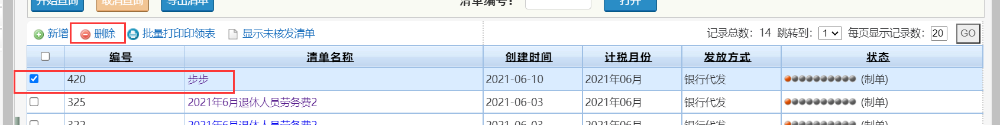 开始查询 取消查询 导出清单 清单编号： 打开
新增 删除 批量打印印领表 显示未核发清单 记录总数：14 跳转到：1 每页显示记录数：20 GO
编号 清单名称 创建时间 计税月份 发放方式 状态
420 步步 2021-06-10 2021年06月 银行代发 (制单)
325 2021年6月退休人员劳务费2 2021-06-03 2021年06月 银行代发 (制单)
322 2021年6月退休人员劳务费2 2021-06-03 2021年06月 银行代发 (制单)